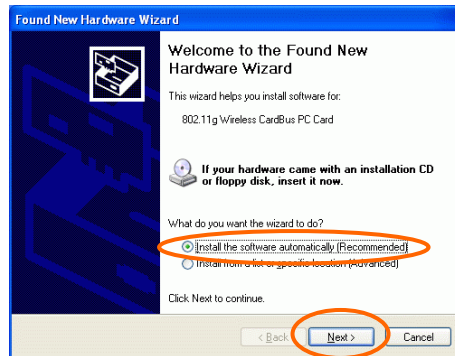 Found New Hardware Wizard
Welcome to the Found New
Hardware Wizard
This wizard helps you install software for:
802.11g Wireless CardBus PC Card
If your hardware came with an installation CD
or floppy disk, insert it now.
What do you want the wizard to do?
Install the software automatically (Recommended)
Install from a list or specific location (Advanced)
Click Next to continue.
< Back Next > Cancel